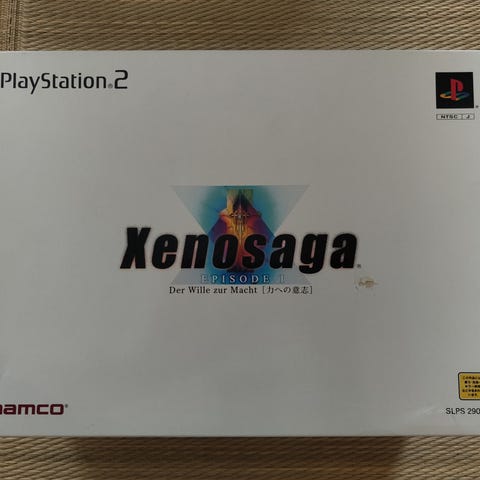 PlayStation®2
NTSC J
Xenosaga®
EPISODE I
Der Wille zur Macht [力への意志]
namco®
SLPS 290